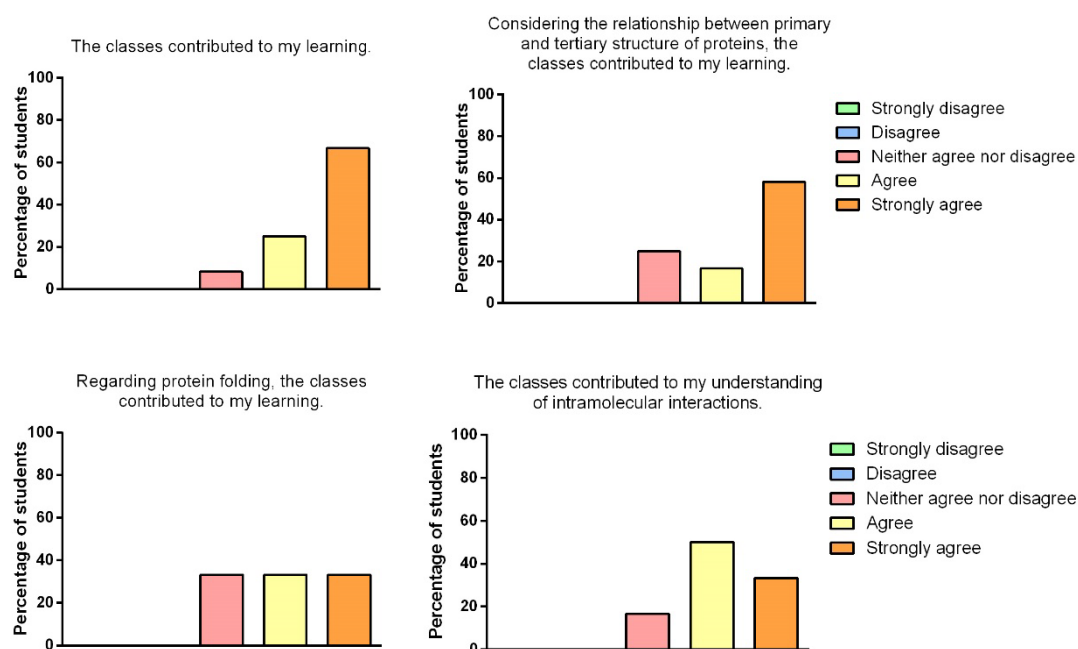 The classes contributed to my learning.
Percentage of students
100
80
60
40
20
0
Considering the relationship between primary
and tertiary structure of proteins, the
classes contributed to my learning.
Percentage of students
100
80
60
40
20
0
Strongly disagree
Disagree
Neither agree nor disagree
Agree
Strongly agree
Regarding protein folding, the classes
contributed to my learning.
Percentage of students
100
80
60
40
20
0
The classes contributed to my understanding
of intramolecular interactions.
Percentage of students
100
80
60
40
20
0
Strongly disagree
Disagree
Neither agree nor disagree
Agree
Strongly agree